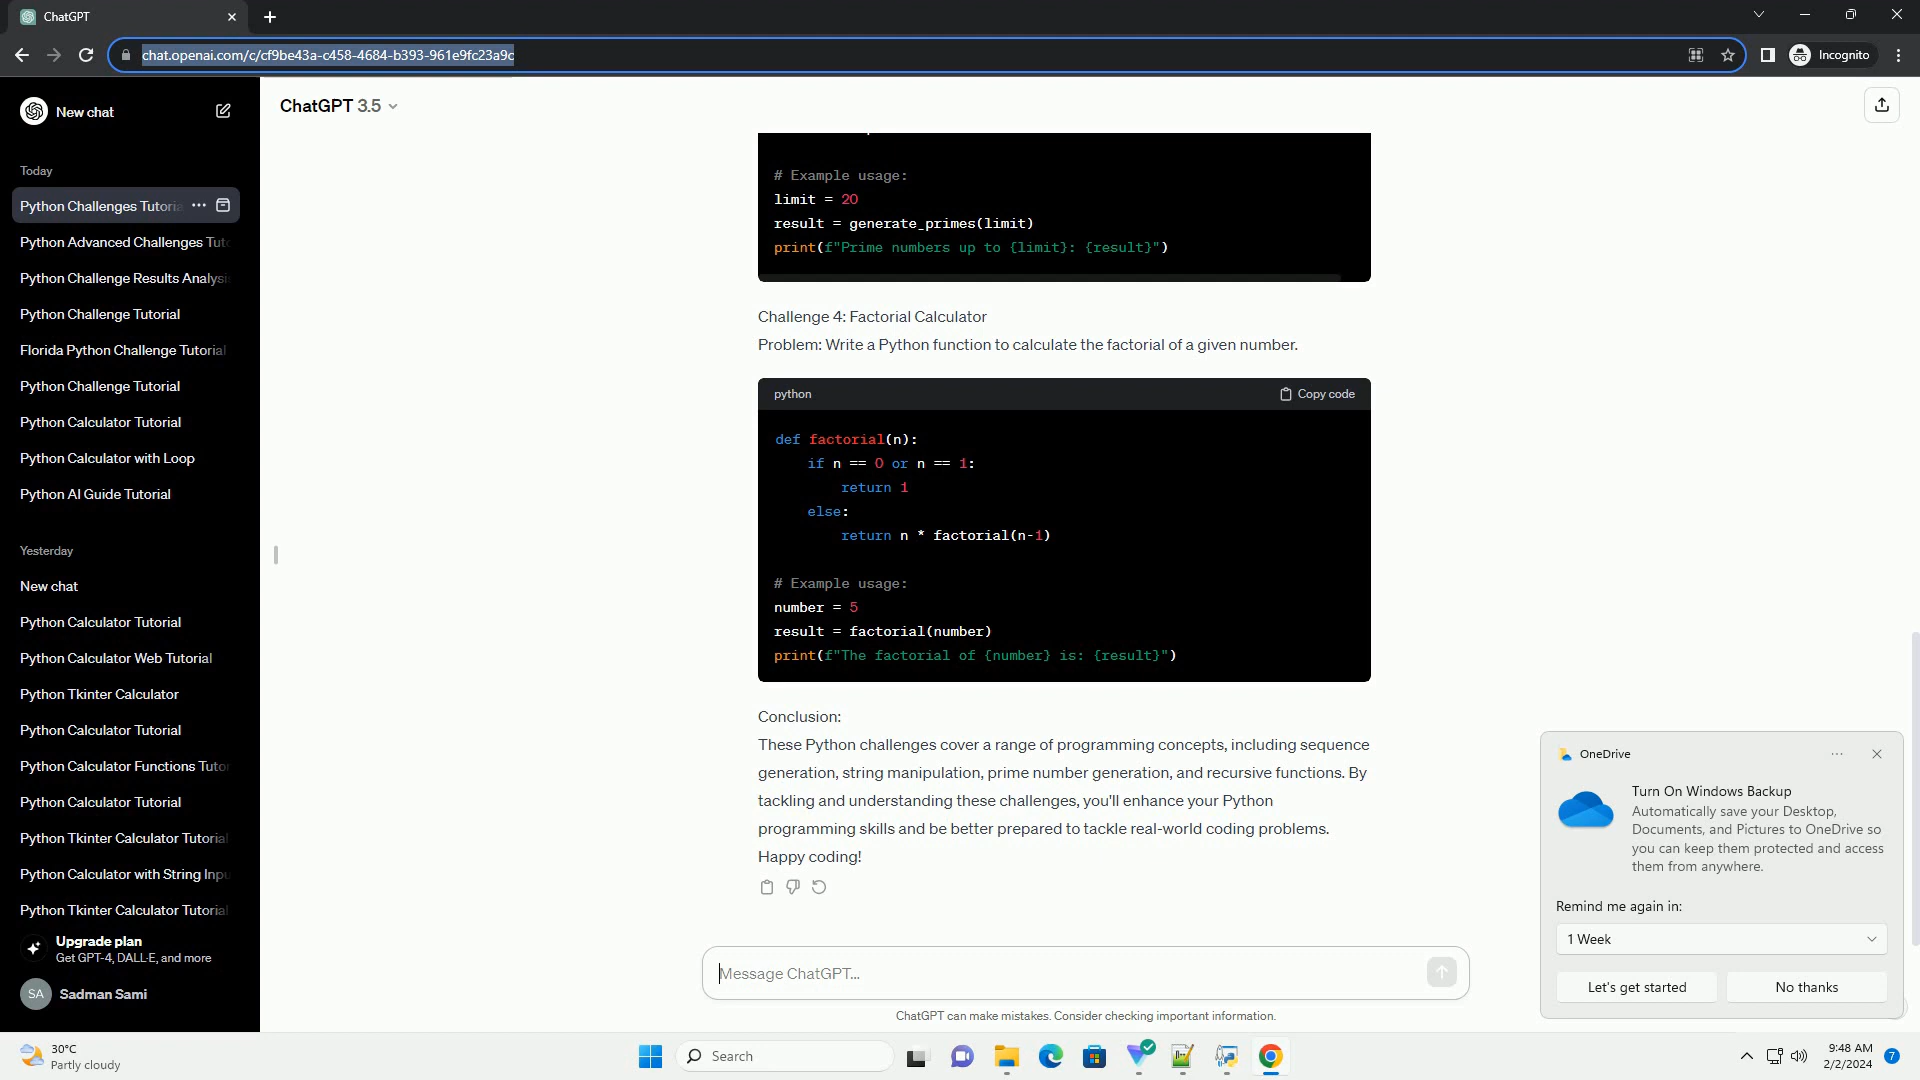 ChatGPT
chat.openai.com/c/cf9be43a-c458-4684-b393-961e9fc23a9c
Incognito
New chat
ChatGPT 3.5
Today
Python Challenges Tutoria
Python Advanced Challenges Tuto
Python Challenge Results Analysis
Python Challenge Tutorial
Florida Python Challenge Tutorial
Python Challenge Tutorial
Python Calculator Tutorial
Python Calculator with Loop
Python AI Guide Tutorial
Yesterday
New chat
Python Calculator Tutorial
Python Calculator Web Tutorial
Python Tkinter Calculator
Python Calculator Tutorial
Python Calculator Functions Tutor
Python Calculator Tutorial
Python Tkinter Calculator Tutorial
Python Calculator with String Inpu
Python Tkinter Calculator Tutorial
Upgrade plan
Get GPT-4, DALL·E, and more
SA Sadman Sami
# Example usage:
limit = 20
result = generate_primes(limit)
print(f"Prime numbers up to {limit}: {result}")
Challenge 4: Factorial Calculator
Problem: Write a Python function to calculate the factorial of a given number.
python
Copy code
def factorial(n):
    if n == 0 or n == 1:
        return 1
    else:
        return n * factorial(n-1)
# Example usage:
number = 5
result = factorial(number)
print(f"The factorial of {number} is: {result}")
Conclusion:
These Python challenges cover a range of programming concepts, including sequence
generation, string manipulation, prime number generation, and recursive functions. By
tackling and understanding these challenges, you'll enhance your Python
programming skills and be better prepared to tackle real-world coding problems.
Happy coding!
Message ChatGPT...
ChatGPT can make mistakes. Consider checking important information.
OneDrive
Turn On Windows Backup
Automatically save your Desktop,
Documents, and Pictures to OneDrive so
you can keep them protected and access
them from anywhere.
Remind me again in:
1 Week
Let's get started
No thanks
30°C
Partly cloudy
Search
9:48 AM
2/2/2024
7